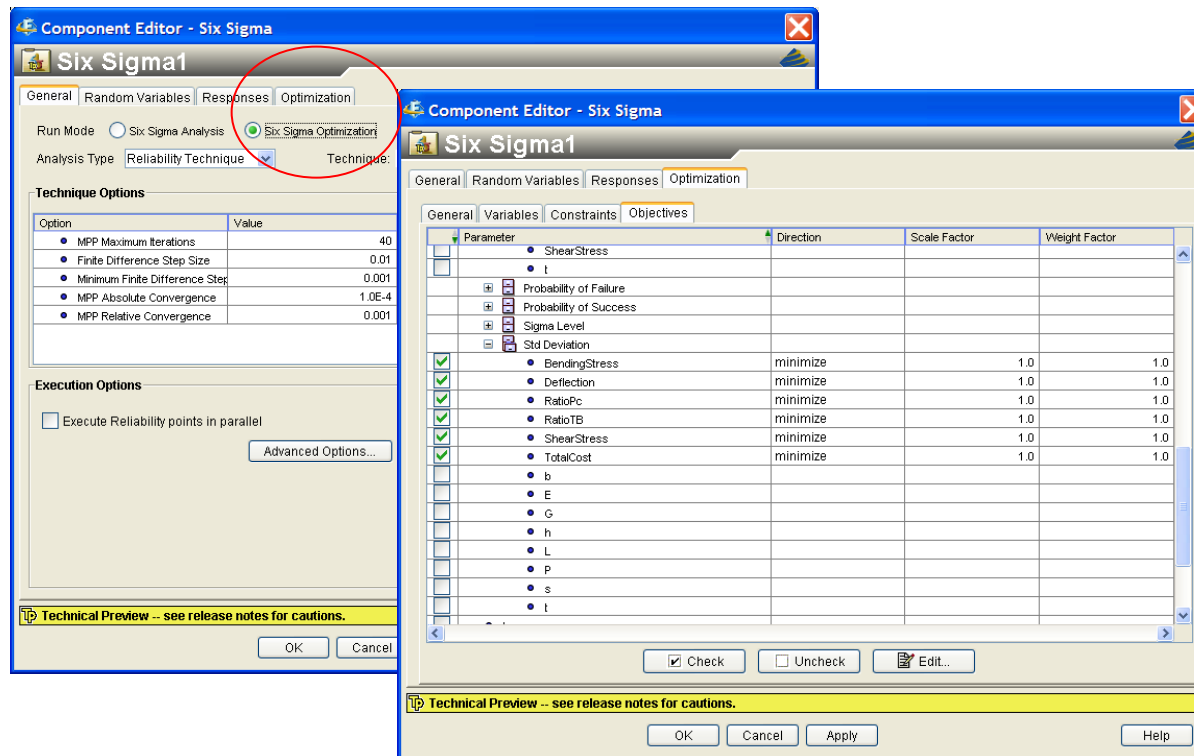 Component Editor - Six Sigma
Six Sigma1
General Random Variables Responses Optimization
Run Mode Six Sigma Analysis Six Sigma Optimization
Analysis Type Reliability Technique Technique:
Technique Options
Option Value
MPP Maximum Iterations 40
Finite Difference Step Size 0.01
Minimum Finite Difference Step 0.001
MPP Absolute Convergence 1.0E-4
MPP Relative Convergence 0.001
Execution Options
Execute Reliability points in parallel
Advanced Options...
Technical Preview -- see release notes for cautions.
OK Cancel
Component Editor - Six Sigma
Six Sigma1
General Random Variables Responses Optimization
General Variables Constraints Objectives
Parameter Direction Scale Factor Weight Factor
ShearStress
t
Probability of Failure
Probability of Success
Sigma Level
Std Deviation
BendingStress minimize 1.0 1.0
Deflection minimize 1.0 1.0
RatioPc minimize 1.0 1.0
RatioTB minimize 1.0 1.0
ShearStress minimize 1.0 1.0
TotalCost minimize 1.0 1.0
b
E
G
h
L
P
s
t
Check Uncheck Edit...
Technical Preview -- see release notes for cautions.
OK Cancel Apply Help